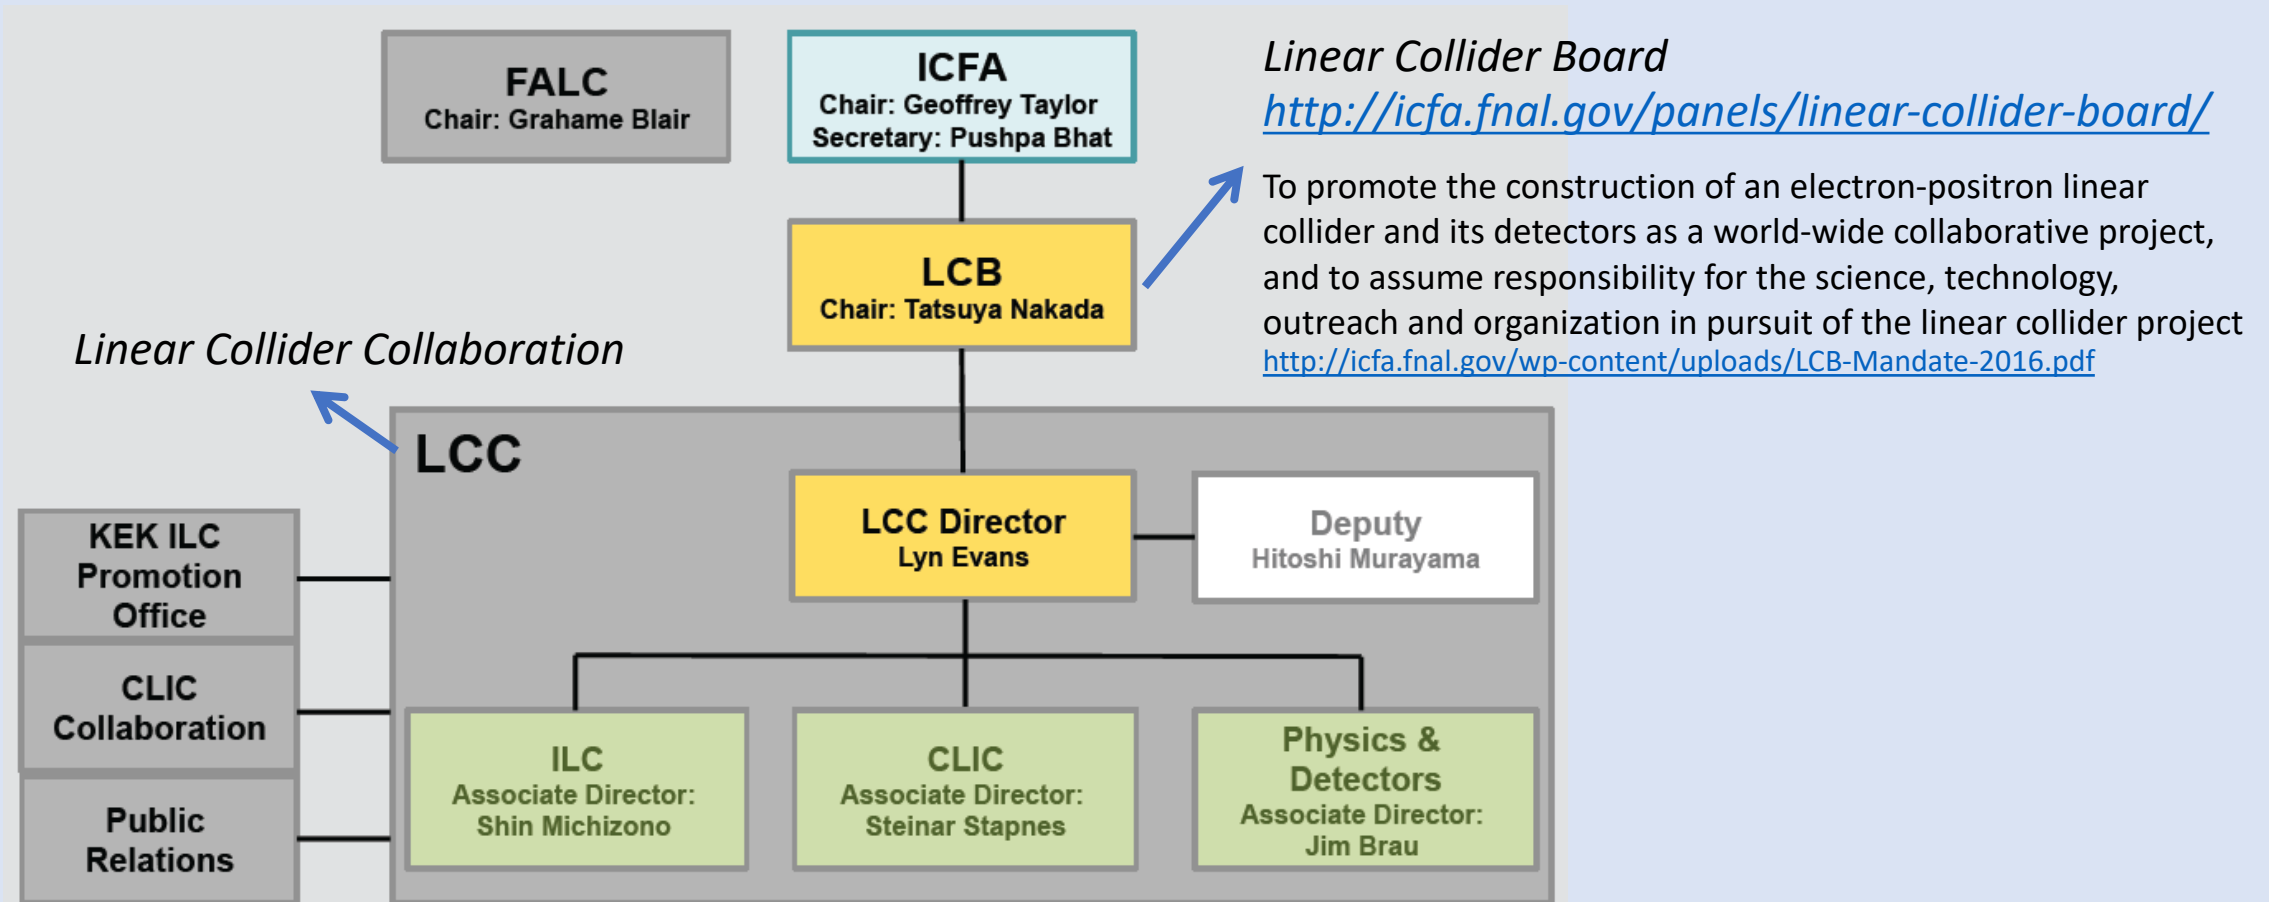 FALC
Chair: Grahame Blair
ICFA
Chair: Geoffrey Taylor
Secretary: Pushpa Bhat
Linear Collider Board
http://icfa.fnal.gov/panels/linear-collider-board/
To promote the construction of an electron-positron linear
collider and its detectors as a world-wide collaborative project,
and to assume responsibility for the science, technology,
outreach and organization in pursuit of the linear collider project
http://icfa.fnal.gov/wp-content/uploads/LCB-Mandate-2016.pdf
LCB
Chair: Tatsuya Nakada
Linear Collider Collaboration
LCC
LCC Director
Lyn Evans
Deputy
Hitoshi Murayama
KEK ILC
Promotion
Office
CLIC
Collaboration
Public
Relations
ILC
Associate Director:
Shin Michizono
CLIC
Associate Director:
Steinar Stapnes
Physics &
Detectors
Associate Director:
Jim Brau